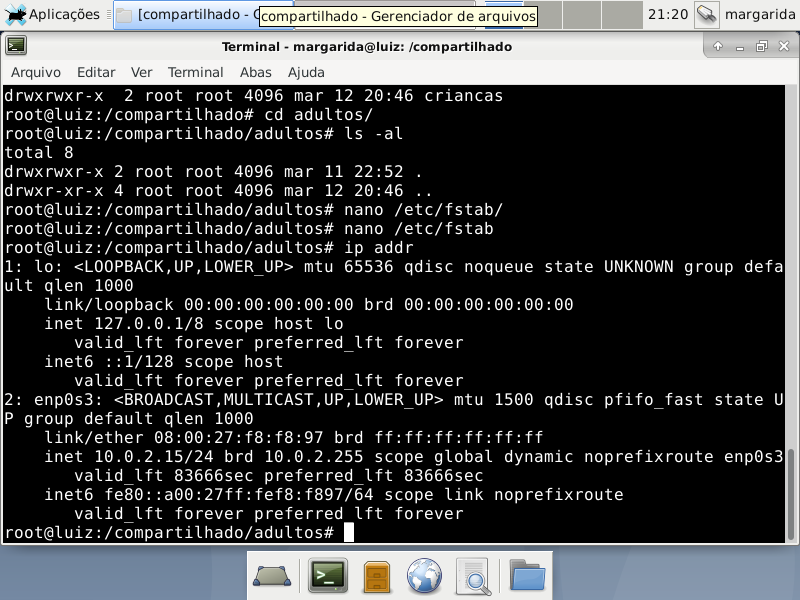 Aplicações
[compartilhado - G
compartilhado - Gerenciador de arquivos
21:20
margarida
Terminal - margarida@luiz: /compartilhado
Arquivo Editar Ver Terminal Abas Ajuda
drwxrwxr-x  2 root root 4096 mar 12 20:46 criancas
root@luiz:/compartilhado# cd adultos/
root@luiz:/compartilhado/adultos# ls -al
total 8
drwxrwxr-x 2 root root 4096 mar 11 22:52 .
drwxr-xr-x 4 root root 4096 mar 12 20:46 ..
root@luiz:/compartilhado/adultos# nano /etc/fstab/
root@luiz:/compartilhado/adultos# nano /etc/fstab
root@luiz:/compartilhado/adultos# ip addr
1: lo: <LOOPBACK,UP,LOWER_UP> mtu 65536 qdisc noqueue state UNKNOWN group defa
ult qlen 1000
    link/loopback 00:00:00:00:00:00 brd 00:00:00:00:00:00
    inet 127.0.0.1/8 scope host lo
       valid_lft forever preferred_lft forever
    inet6 ::1/128 scope host
       valid_lft forever preferred_lft forever
2: enp0s3: <BROADCAST,MULTICAST,UP,LOWER_UP> mtu 1500 qdisc pfifo_fast state U
P group default qlen 1000
    link/ether 08:00:27:f8:f8:97 brd ff:ff:ff:ff:ff:ff
    inet 10.0.2.15/24 brd 10.0.2.255 scope global dynamic noprefixroute enp0s3
       valid_lft 83666sec preferred_lft 83666sec
    inet6 fe80::a00:27ff:fef8:f897/64 scope link noprefixroute
       valid_lft forever preferred_lft forever
root@luiz:/compartilhado/adultos#